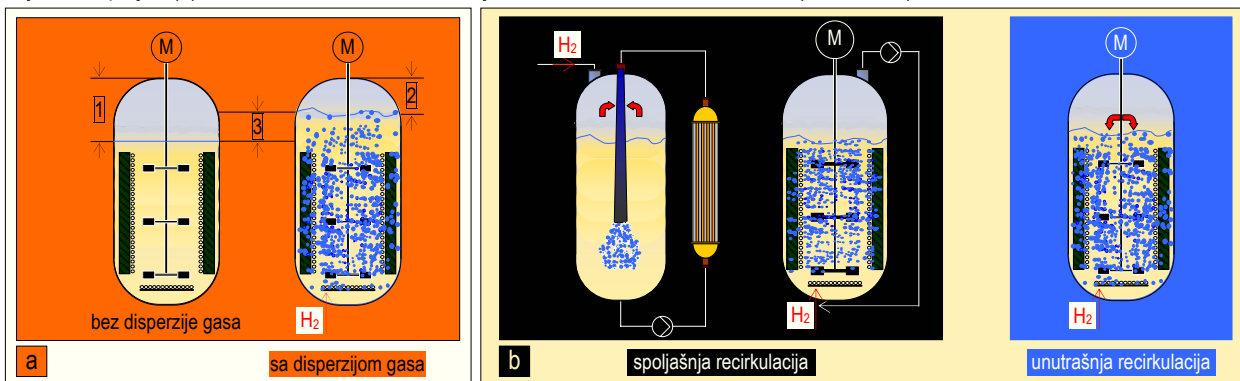 M
M
1
2
3
bez disperzije gasa
H₂
a
sa disperzijom gasa
H₂
M
H₂
b
spoljašnja recirkulacija
M
H₂
unutrašnja recirkulacija